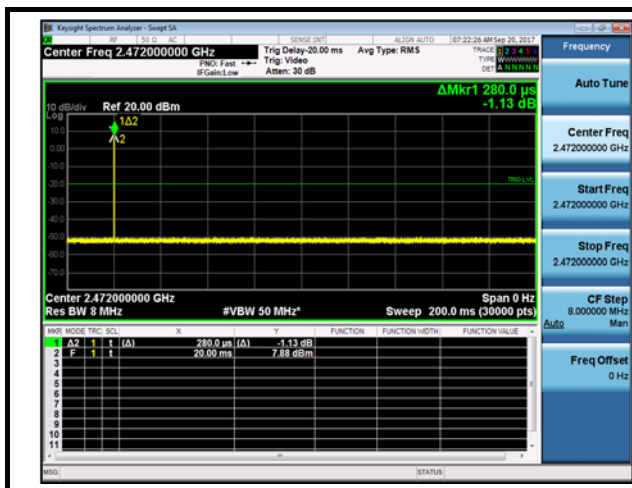 Keysight Spectrum Analyzer - Swept SA
RF 50 Ω AC SENSE:INT ALIGN AUTO 07:22:26 AM Sep 20, 2017
Center Freq 2.472000000 GHz
PNO: Fast
IFGain:Low
Trig Delay-20.00 ms
Trig: Video
Atten: 30 dB
Avg Type: RMS
TRACE 1 2 3 4 5 6
TYPE WWWWWW
DET A N N N N N
Frequency
ΔMkr1 280.0 µs
-1.13 dB
10 dB/div Ref 20.00 dBm
Log
1Δ2
2
10.0
0.00
-10.0
-20.0
-30.0
-40.0
-50.0
-60.0
-70.0
TRIG LVL
Center 2.472000000 GHz Span 0 Hz
Res BW 8 MHz #VBW 50 MHz* Sweep 200.0 ms (30000 pts)
MKR MODE TRC SCL X Y FUNCTION FUNCTION WIDTH FUNCTION VALUE
1 Δ2 1 t (Δ) 280.0 µs (Δ) -1.13 dB
2 F 1 t 20.00 ms 7.88 dBm
3
4
5
6
7
8
9
10
11
MSG STATUS
Auto Tune
Center Freq
2.472000000 GHz
Start Freq
2.472000000 GHz
Stop Freq
2.472000000 GHz
CF Step
8.000000 MHz
Auto Man
Freq Offset
0 Hz